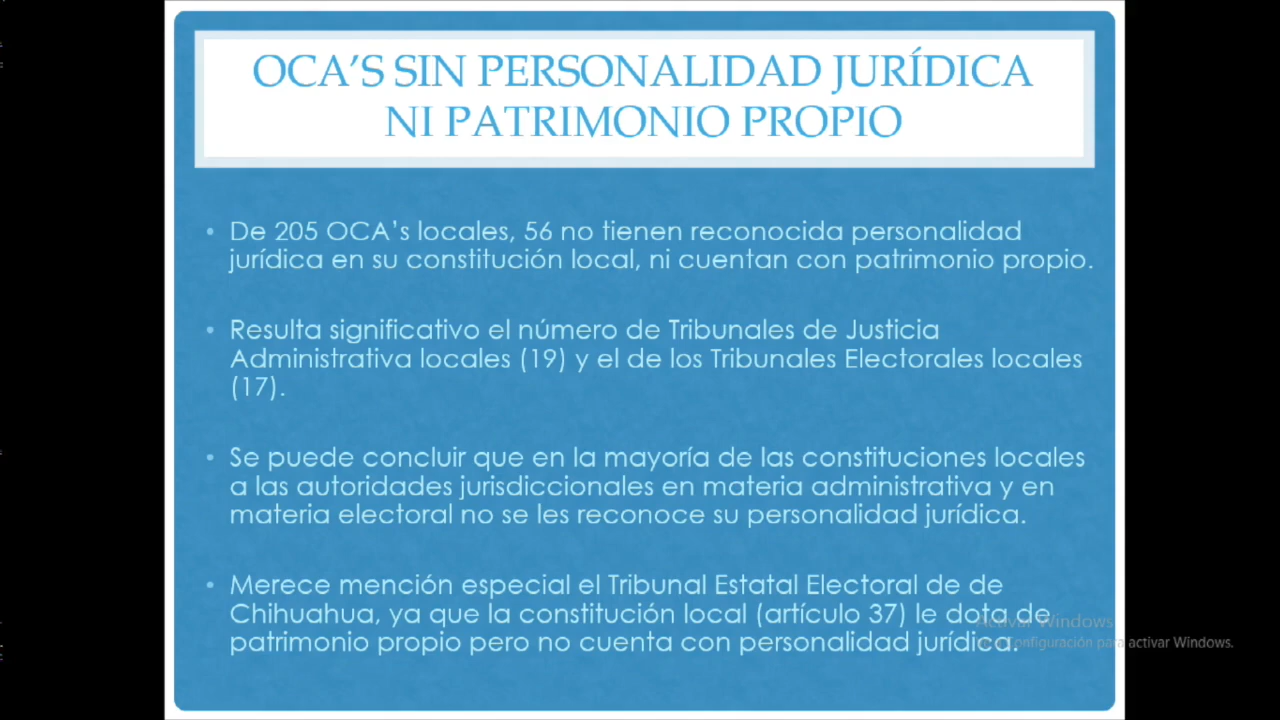 OCA'S SIN PERSONALIDAD JURÍDICA
NI PATRIMONIO PROPIO
• De 205 OCA's locales, 56 no tienen reconocida personalidad
jurídica en su constitución local, ni cuentan con patrimonio propio.
• Resulta significativo el número de Tribunales de Justicia
Administrativa locales (19) y el de los Tribunales Electorales locales
(17).
• Se puede concluir que en la mayoría de las constituciones locales
a las autoridades jurisdiccionales en materia administrativa y en
materia electoral no se les reconoce su personalidad jurídica.
• Merece mención especial el Tribunal Estatal Electoral de de
Chihuahua, ya que la constitución local (artículo 37) le dota de
patrimonio propio pero no cuenta con personalidad jurídica.
Activar Windows
Configuración para activar Windows.